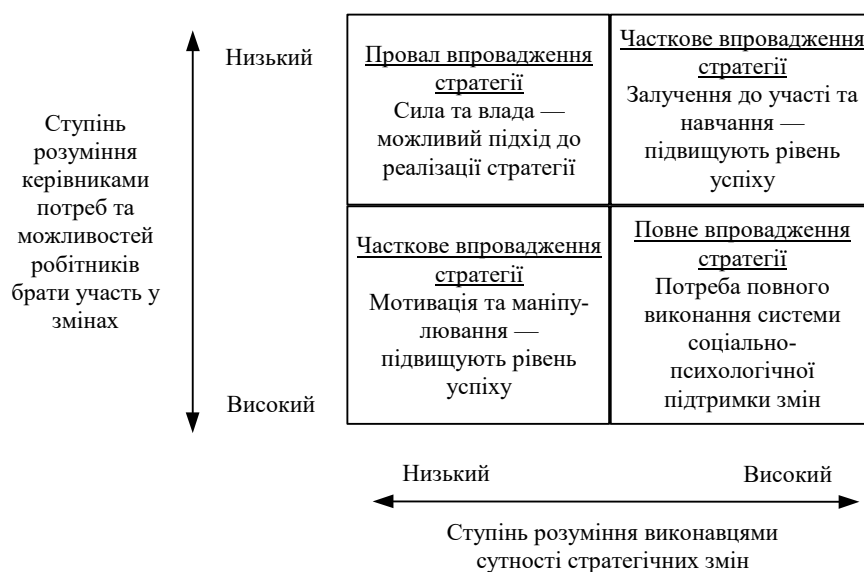 Ступінь
розуміння
керівниками
потреб та
можливостей
робітників
брати участь у
змінах
Низький
Високий
Провал впровадження
стратегії
Сила та влада —
можливий підхід до
реалізації стратегії
Часткове впровадження
стратегії
Залучення до участі та
навчання —
підвищують рівень
успіху
Часткове впровадження
стратегії
Мотивація та маніпу-
лювання —
підвищують рівень
успіху
Повне впровадження
стратегії
Потреба повного
виконання системи
соціально-
психологічної
підтримки змін
Низький
Високий
Ступінь розуміння виконавцями
сутності стратегічних змін